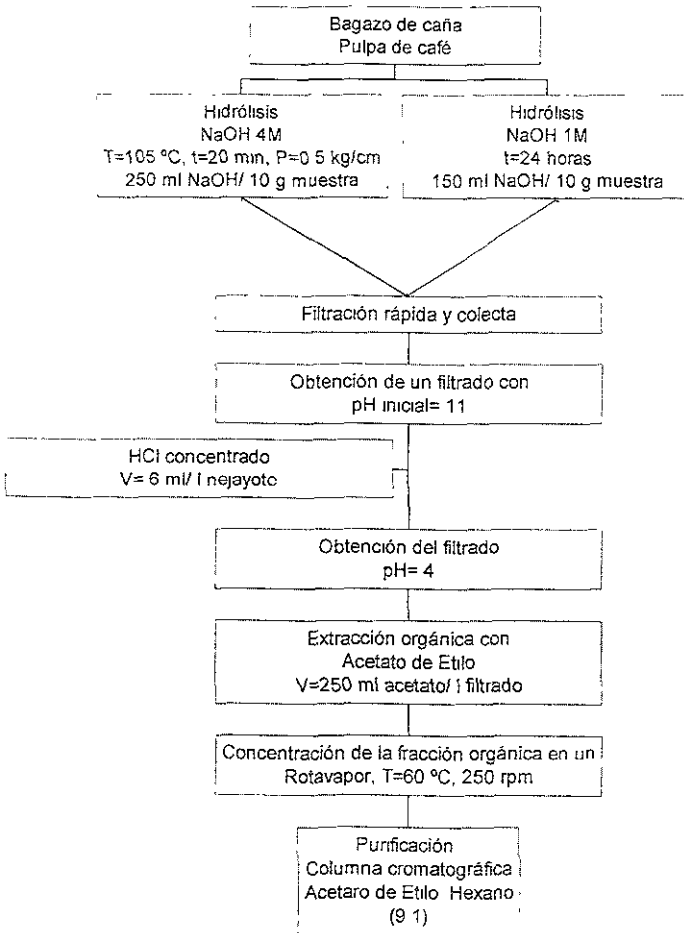 Bagazo de caña
Pulpa de café
Hidrólisis
NaOH 4M
T=105 ºC, t=20 min, P=0 5 kg/cm
250 ml NaOH/ 10 g muestra
Hidrólisis
NaOH 1M
t=24 horas
150 ml NaOH/ 10 g muestra
Filtración rápida y colecta
Obtención de un filtrado con
pH inicial= 11
HCl concentrado
V= 6 ml/ l nejayote
Obtención del filtrado
pH= 4
Extracción orgánica con
Acetato de Etilo
V=250 ml acetato/ l filtrado
Concentración de la fracción orgánica en un
Rotavapor, T=60 ºC, 250 rpm
Purificación
Columna cromatográfica
Acetaro de Etilo Hexano
(9 1)